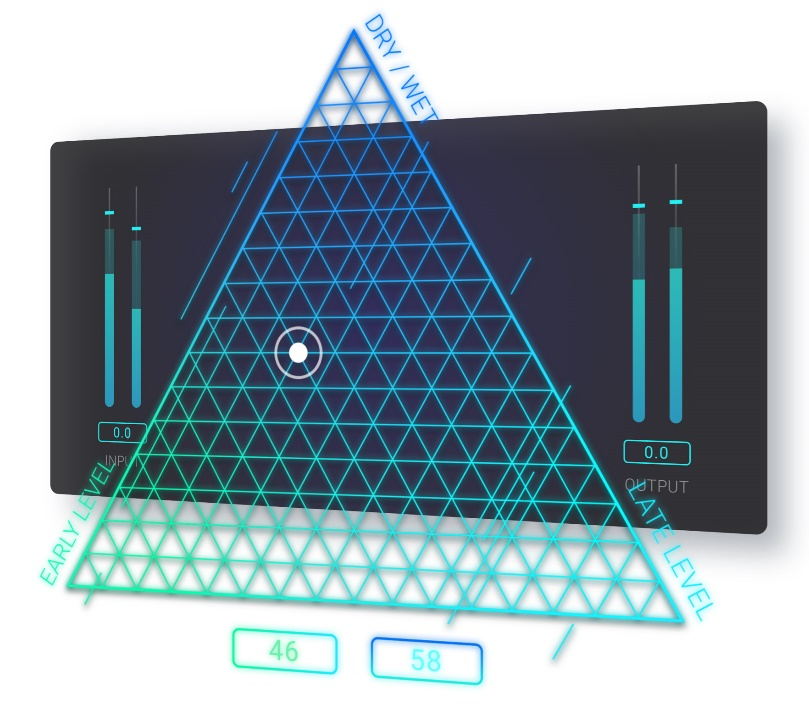 DRY / WET
0.0
INPUT
0.0
OUTPUT
EARLY LEVEL
LATE LEVEL
46
58